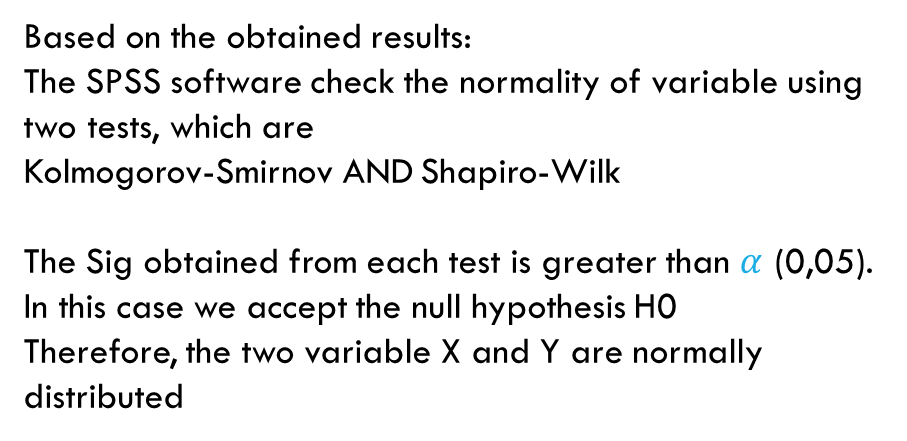 Based on the obtained results:
The SPSS software check the normality of variable using
two tests, which are
Kolmogorov-Smirnov AND Shapiro-Wilk
The Sig obtained from each test is greater than α (0,05).
In this case we accept the null hypothesis H0
Therefore, the two variable X and Y are normally
distributed